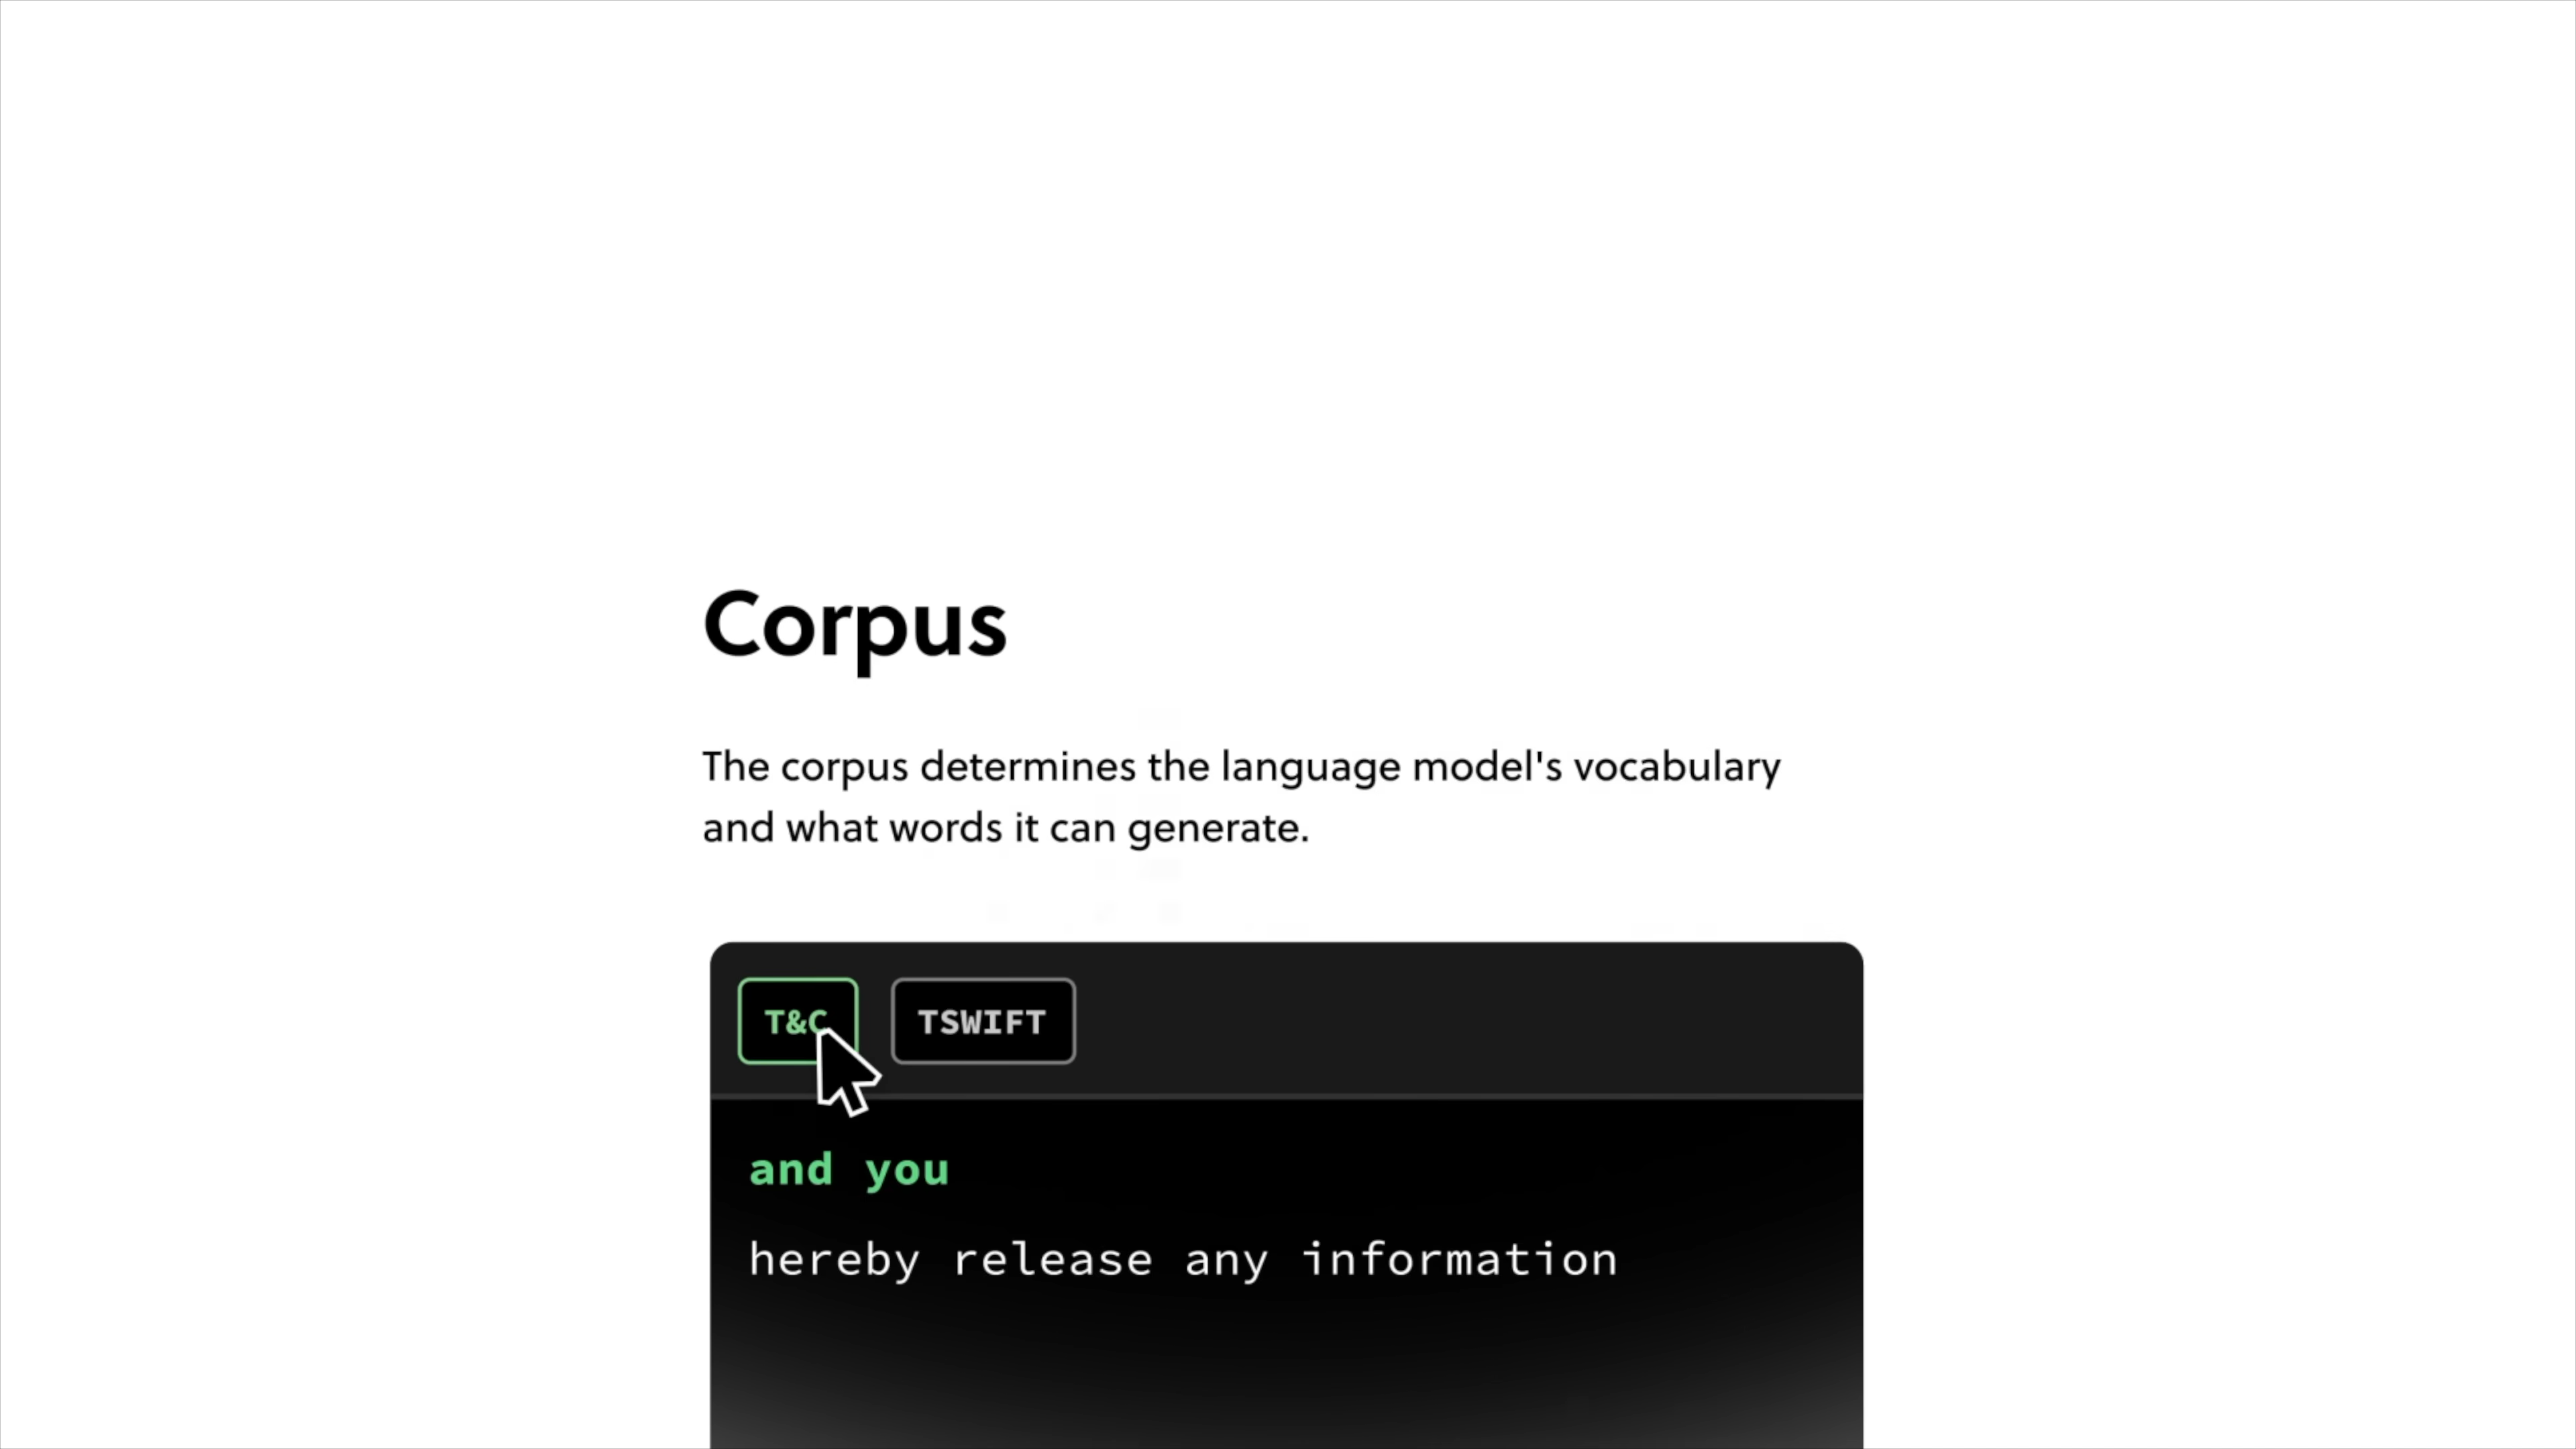 Corpus
The corpus determines the language model's vocabulary
and what words it can generate.
T&C TSWIFT
and you
hereby release any information